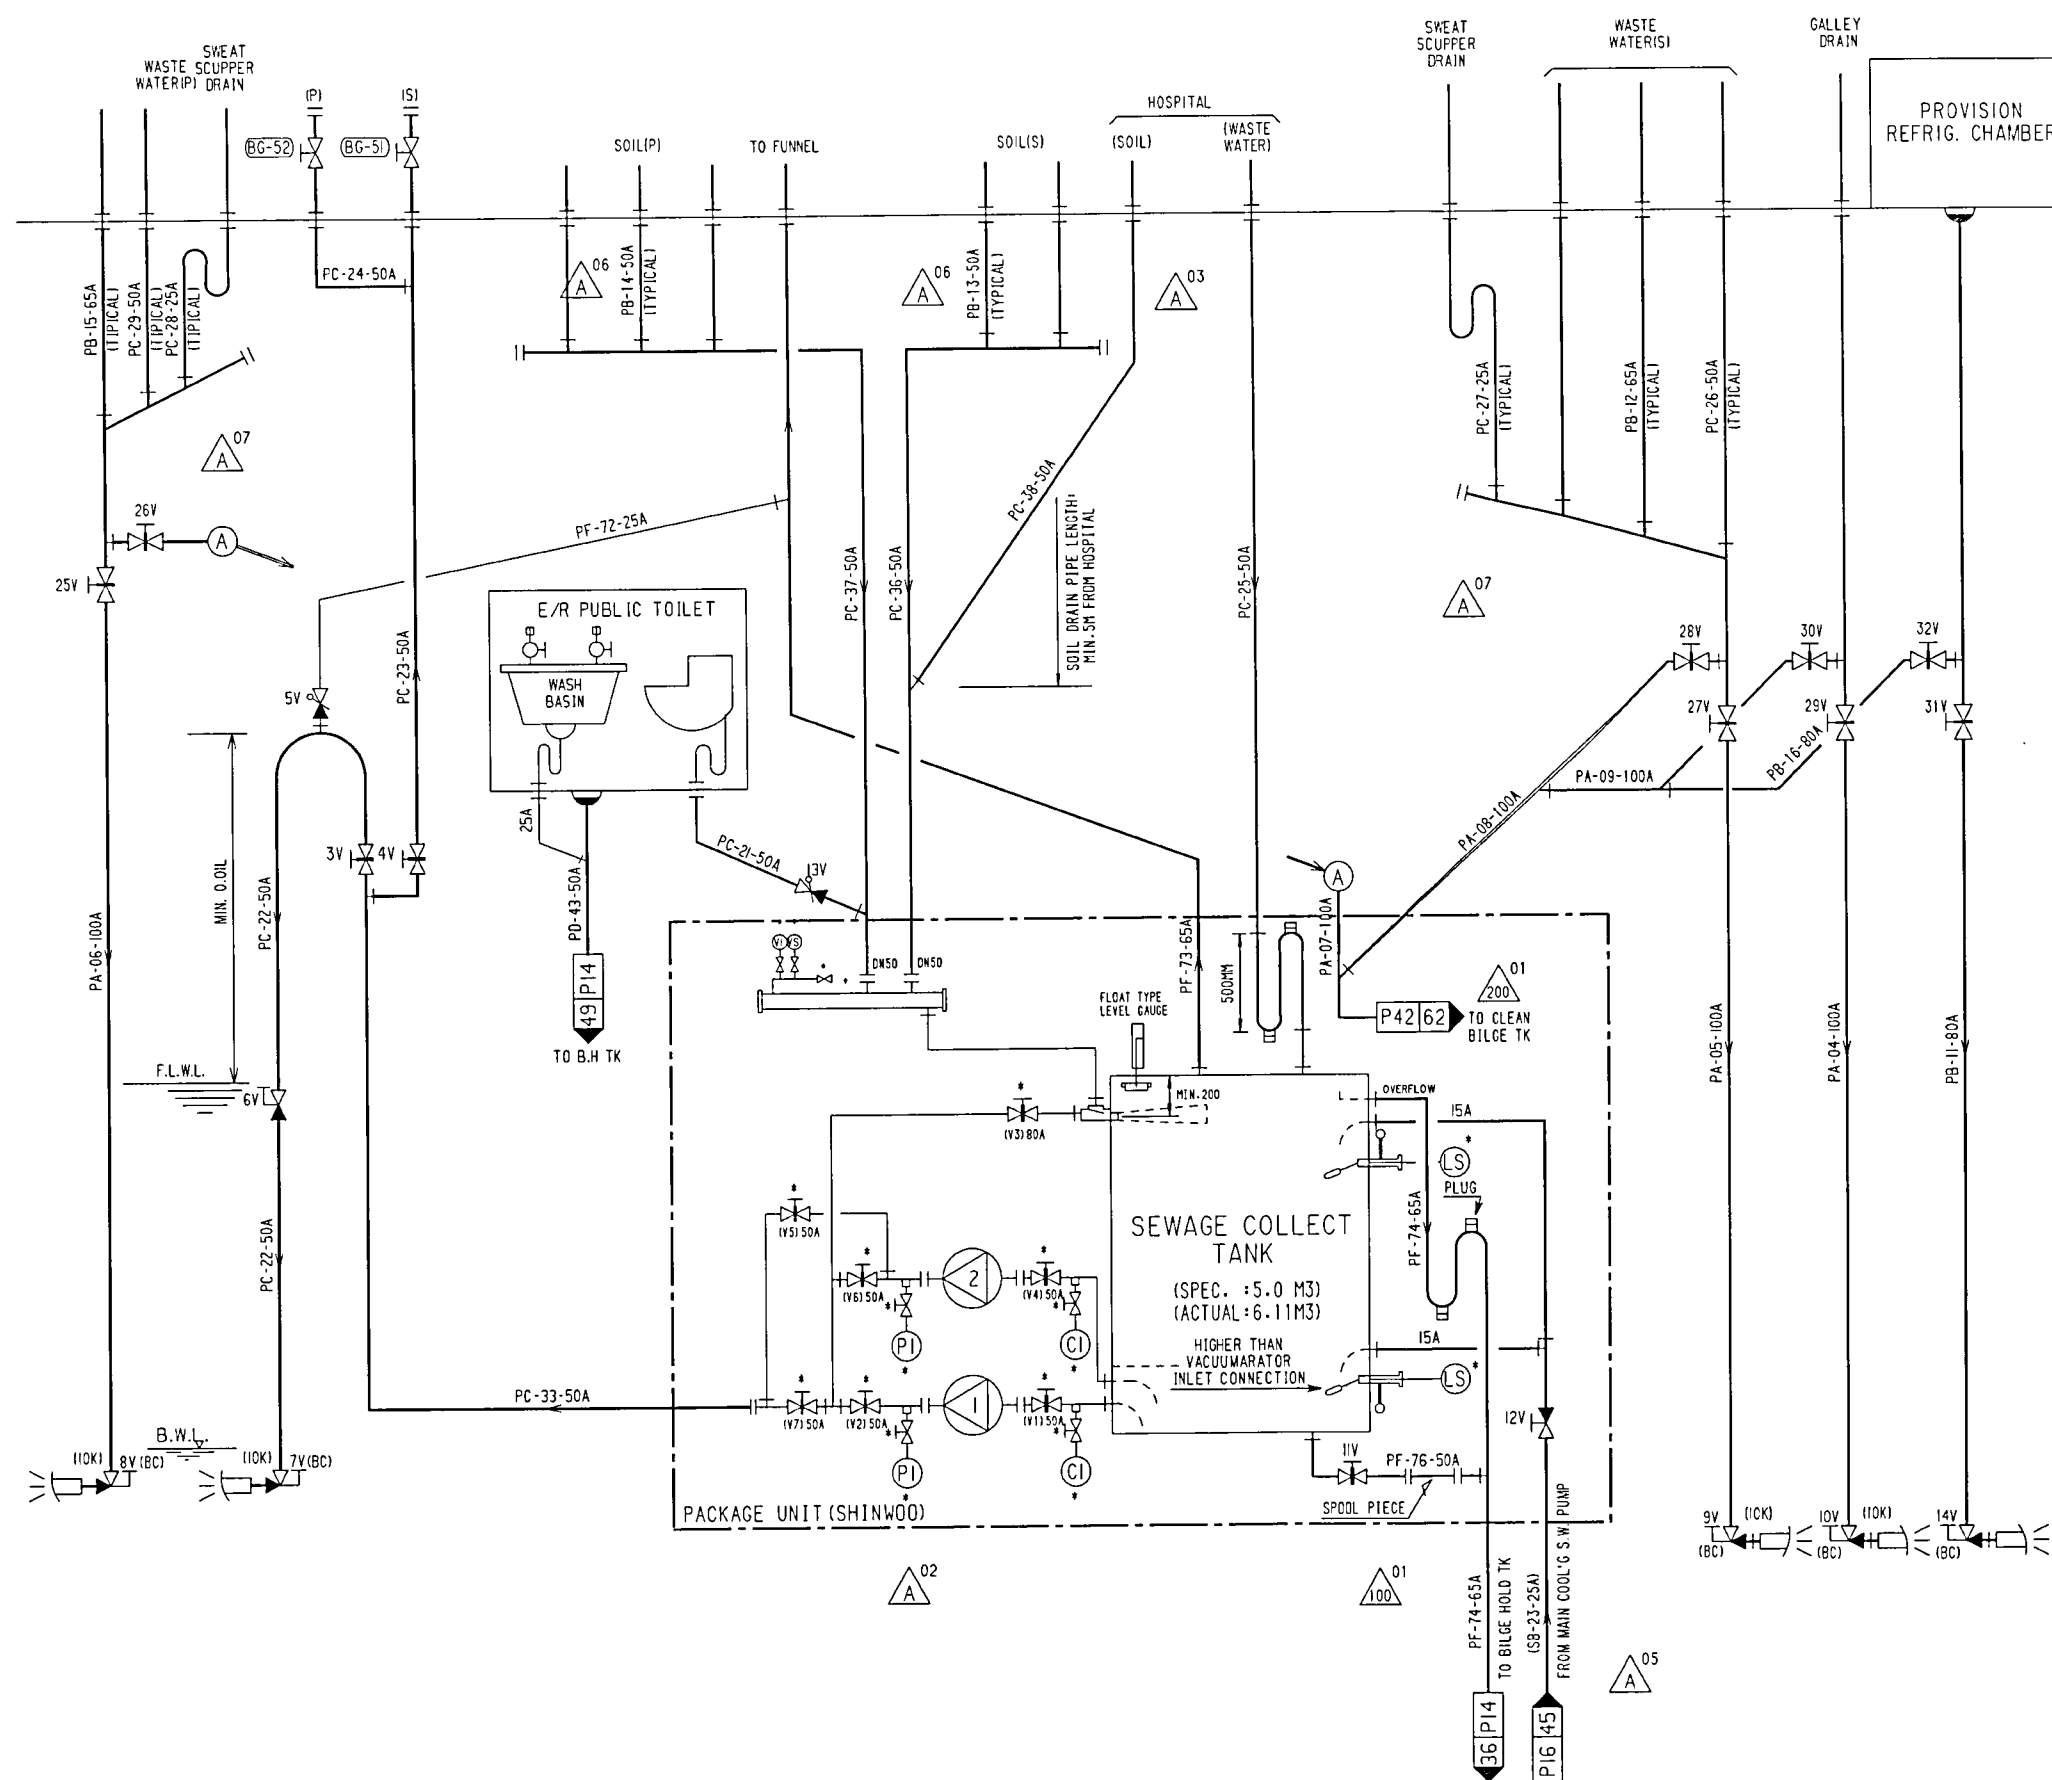 SWEAT
SCUPPER
DRAIN
WASTE
WATER(P)
(P)
(S)
BG-52
BG-51
SOIL(P)
TO FUNNEL
SOIL(S)
HOSPITAL
(SOIL)
(WASTE
WATER)
SWEAT
SCUPPER
DRAIN
WASTE
WATER(S)
GALLEY
DRAIN
PROVISION
REFRIG. CHAMBER
PB-15-65A
(TIPICAL)
PC-29-50A
(TIPICAL)
PC-28-25A
(TIPICAL)
PC-24-50A
A 06
PB-14-50A
(TYPICAL)
A 06
PB-13-50A
(TYPICAL)
A 03
PC-27-25A
(TYPICAL)
PB-12-65A
(TYPICAL)
PC-26-50A
(TYPICAL)
A 07
26V
A
25V
PF-72-25A
PC-23-50A
PC-37-50A
PC-36-50A
PC-38-50A
SOIL DRAIN PIPE LENGTH:
MIN.5M FROM HOSPITAL
PC-25-50A
A 07
E/R PUBLIC TOILET
WASH
BASIN
28V
30V
32V
27V
29V
31V
5V
MIN. 0.01L
3V
4V
25A
PC-21-50A
13V
PD-43-50A
49 P14
TO B.H TK
PA-09-100A
PB-16-80A
PA-08-100A
A
PA-07-100A
P42 62
TO CLEAN
BILGE TK
200 01
PA-06-100A
PC-22-50A
VI
VS
*
*
DN50
DN50
PF-73-65A
500MM
FLOAT TYPE
LEVEL GAUGE
F.L.W.L.
6V
*
(V3)80A
MIN.200
OVERFLOW
15A
LS *
PLUG
PF-74-65A
PA-05-100A
PA-04-100A
PB-11-80A
*
(V5)50A
SEWAGE COLLECT
TANK
(SPEC. :5.0 M3)
(ACTUAL:6.11M3)
HIGHER THAN
VACUUMARATOR
INLET CONNECTION
PC-22-50A
*
(V6)50A
2
*
(V4)50A
*
*
PI
*
CI
*
15A
LS *
PC-33-50A
*
(V7)50A
*
(V2)50A
1
*
(V1)50A
*
*
PI
*
CI
*
12V
B.W.L.
(10K)
8V(BC)
(10K)
7V(BC)
11V
PF-76-50A
SPOOL PIECE
PACKAGE UNIT(SHINWOO)
9V
(10K)
(BC)
10V
(10K)
(BC)
14V
(BC)
A 02
100 01
PF-74-65A
TO BILGE HOLD TK
(SB-23-25A)
FROM MAIN COOL'G S.W. PUMP
A 05
36 P14
P16 45